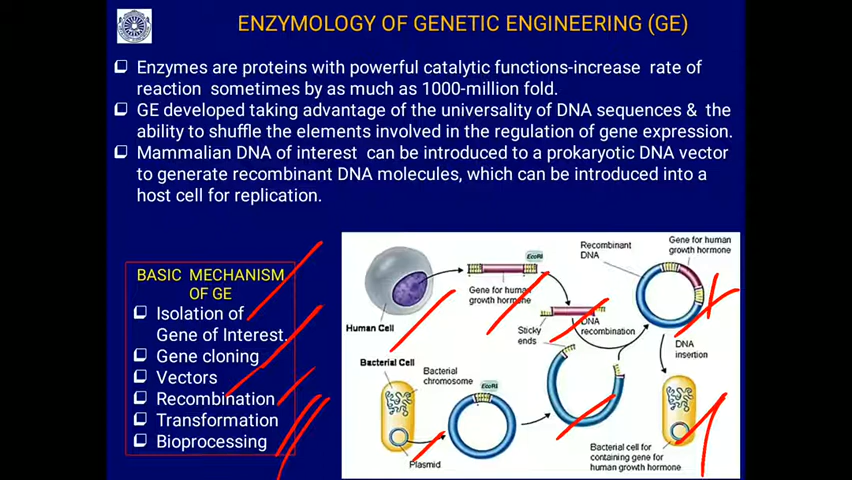 ENZYMOLOGY OF GENETIC ENGINEERING (GE)
Enzymes are proteins with powerful catalytic functions-increase rate of
reaction sometimes by as much as 1000-million fold.
GE developed taking advantage of the universality of DNA sequences & the
ability to shuffle the elements involved in the regulation of gene expression.
Mammalian DNA of interest can be introduced to a prokaryotic DNA vector
to generate recombinant DNA molecules, which can be introduced into a
host cell for replication.
BASIC MECHANISM
OF GE
Isolation of
Gene of Interest.
Gene cloning
Vectors
Recombination
Transformation
Bioprocessing
Human Cell
EcoRI
Gene for human
growth hormone
Recombinant
DNA
Gene for human
growth hormone
Sticky
ends
DNA
recombination
DNA
insertion
Bacterial Cell
Bacterial
chromosome
EcoRI
Plasmid
Bacterial cell for
containing gene for
human growth hormone